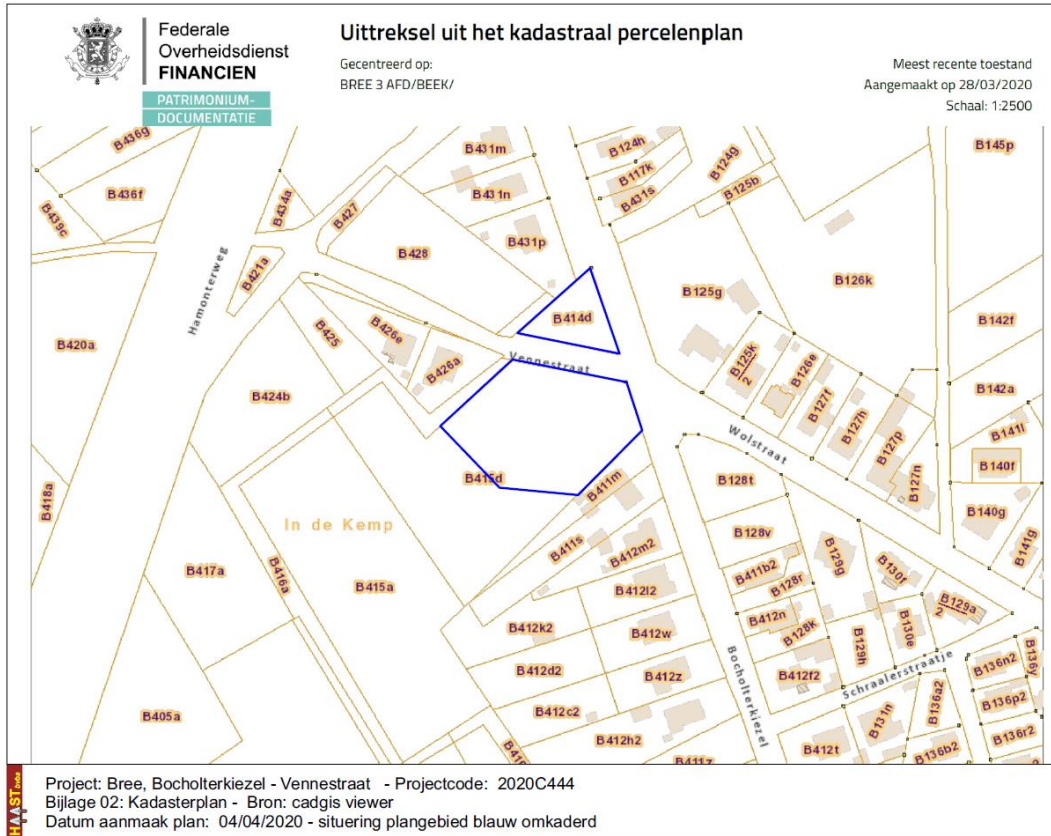 Federale
Overheidsdienst
FINANCIEN
PATRIMONIUM-
DOCUMENTATIE
Uittreksel uit het kadastraal percelenplan
Gecentreerd op:
BREE 3 AFD/BEEK/
Meest recente toestand
Aangemaakt op 28/03/2020
Schaal: 1:2500
B436g
B431m
B124h
B124g
B145p
B117k
B436f
B434a
B427
B431n
B431s
B125b
B439c
B431p
B428
B421a
Hamonterweg
B125g
B126k
B414d
B142f
B420a
B425
B426e
B426a
Vennestraat
B125k
2
B126e
B127f
B142a
B424b
B127h
B127p
B141l
Wolstraat
B140f
B127n
B418a
B415d
B411m
B128t
B140g
In de Kemp
B411s
B412m2
B128v
B129g
B141g
B417a
B416a
B415a
B412l2
B411b2
B128r
B130f
B129a
2
B412k2
B412w
B412n
B128k
B129h
B130e
B412d2
B412z
Bocholterkiezel
B412f2
Schraalerstraatje
B136n2
B136v
B405a
B412c2
B131n
B136a2
B136p2
B412h2
B412t
B136b2
B136r2
B411z
HAAST bvba
Project: Bree, Bocholterkiezel - Vennestraat - Projectcode: 2020C444
Bijlage 02: Kadasterplan - Bron: cadgis viewer
Datum aanmaak plan: 04/04/2020 - situering plangebied blauw omkaderd